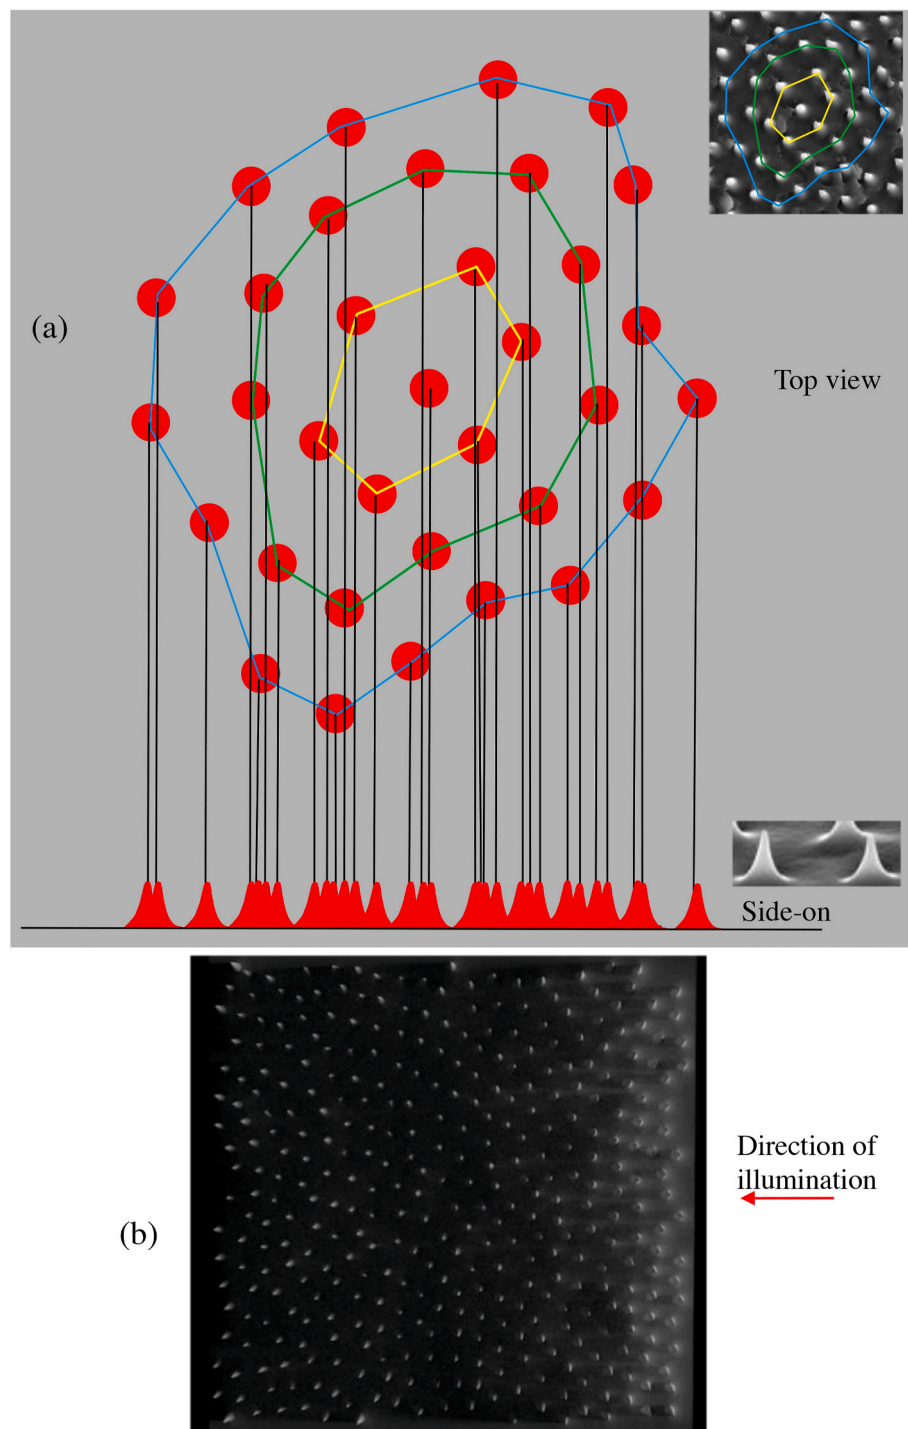 (a)
Top view
Side-on
Direction of
illumination
(b)